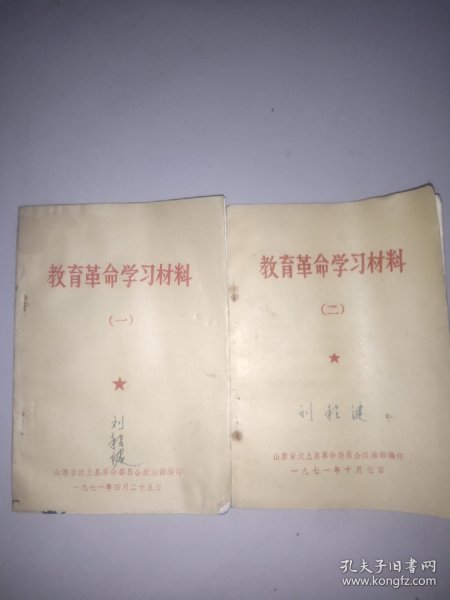 教育革命学习材料
（一）
★
刘
山东省汶上县革命委员会政治部编印
一九七一年四月二十五日
教育革命学习材料
（二）
★
刘 健
山东省汶上县革命委员会政治部编印
一九七一年十月七日
孔夫子旧书网
www.kongfz.com